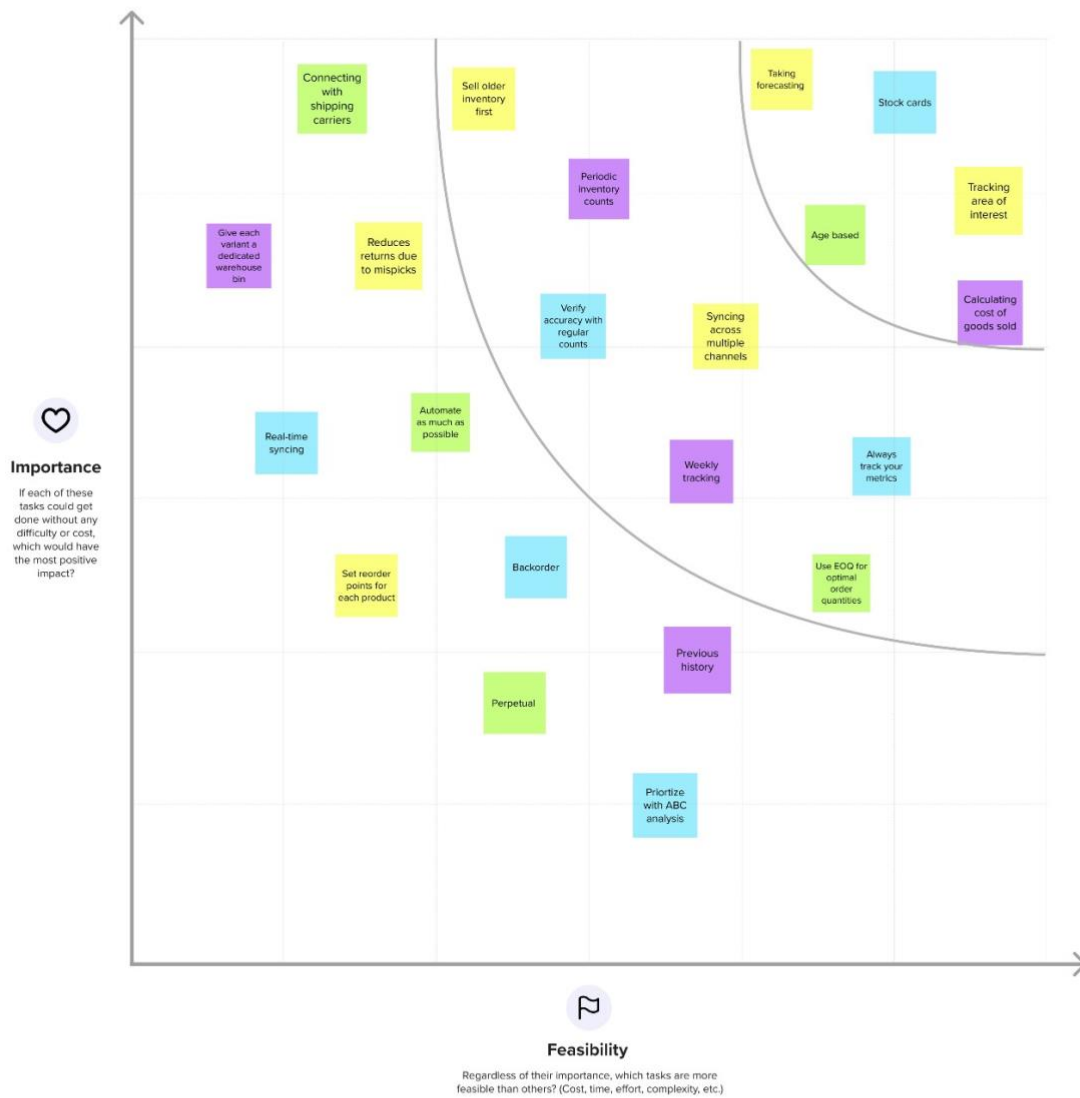 Connecting
with
shipping
carriers
Sell older
inventory
first
Taking
forecasting
Stock cards
Periodic
inventory
counts
Tracking
area of
interest
Give each
variant a
dedicated
warehouse
bin
Reduces
returns due
to mispicks
Age based
Verify
accuracy with
regular
counts
Syncing
across
multiple
channels
Calculating
cost of
goods sold
Real-time
syncing
Automate
as much as
possible
Weekly
tracking
Always
track your
metrics
Importance
If each of these
tasks could get
done without any
difficulty or cost,
which would have
the most positive
impact?
Set reorder
points for
each product
Backorder
Use EOQ for
optimal
order
quantities
Previous
history
Perpetual
Priortize
with ABC
analysis
Feasibility
Regardless of their importance, which tasks are more
feasible than others? (Cost, time, effort, complexity, etc.)